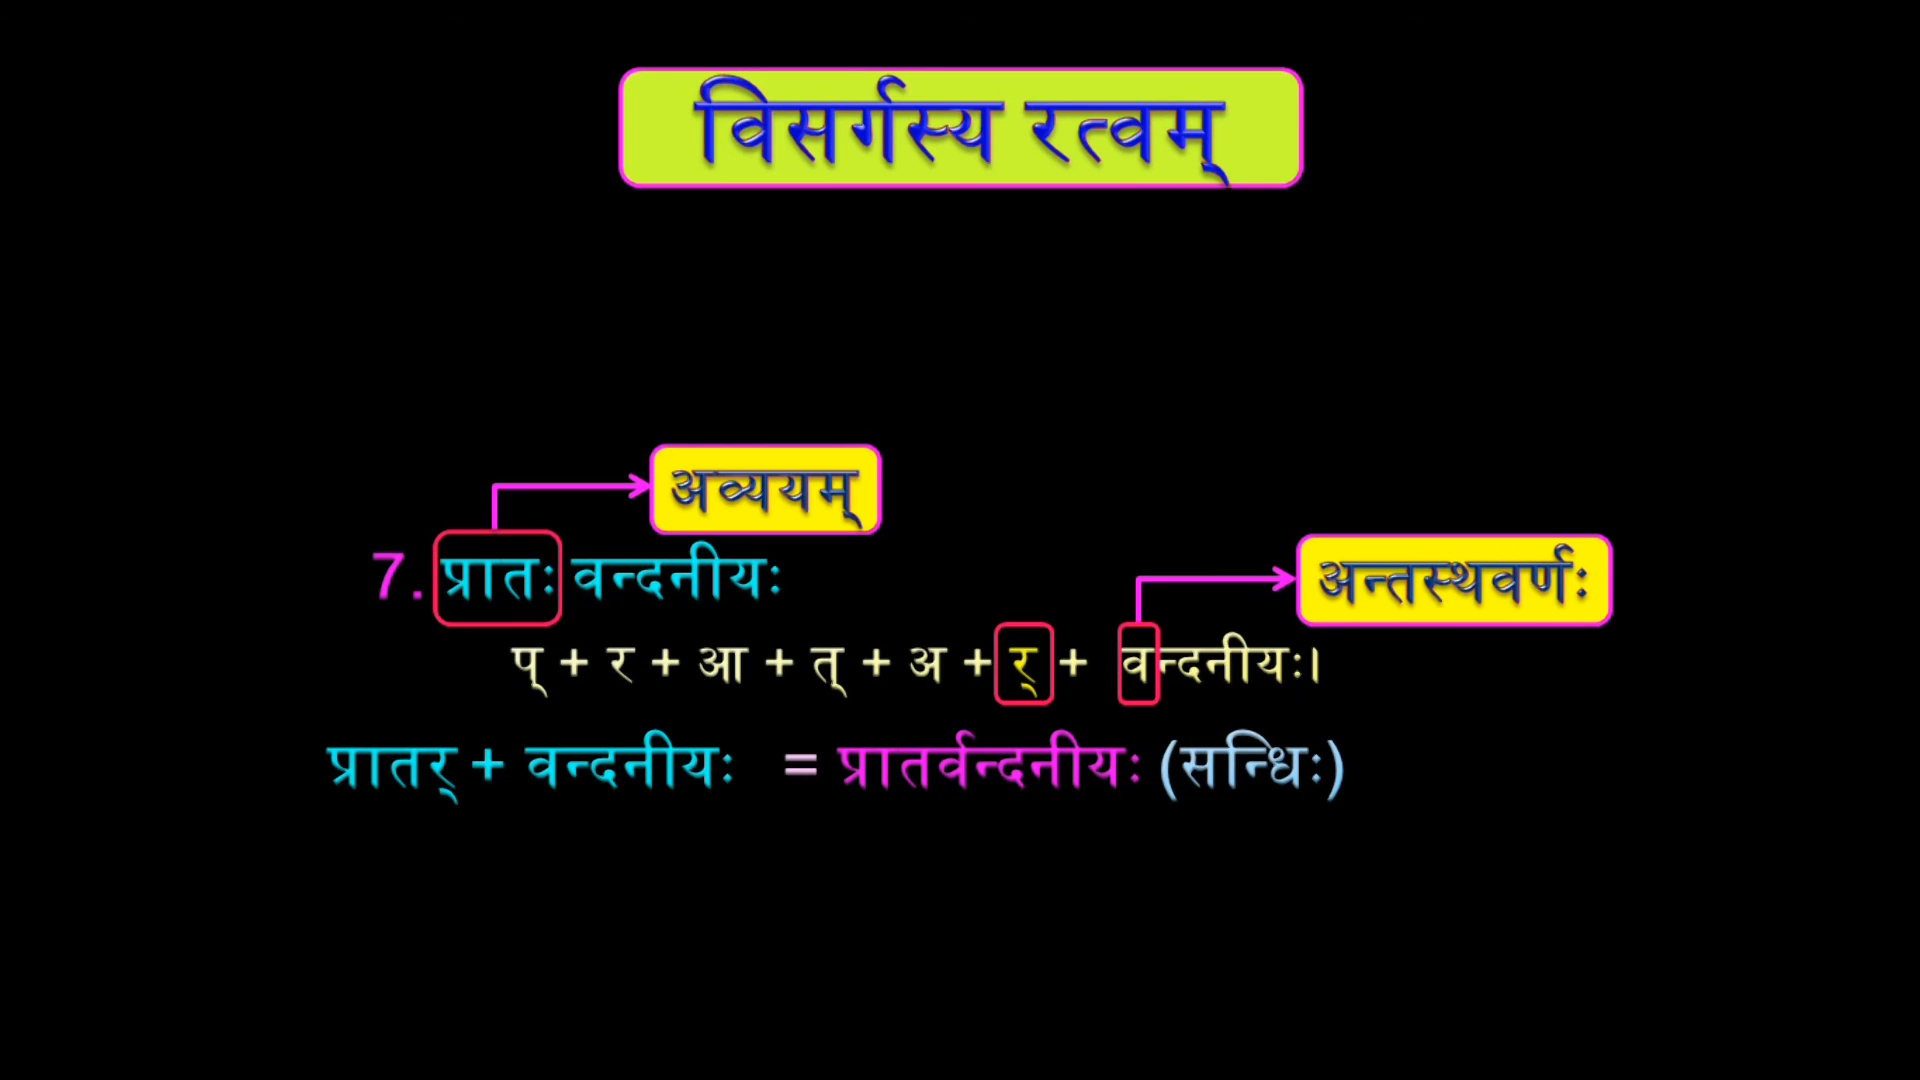 विसर्गस्य रत्वम्
अव्ययम्
7. प्रातः वन्दनीयः
अन्तस्थवर्णः
प् + र + आ + त् + अ + र् + वन्दनीयः।
प्रातर् + वन्दनीयः = प्रातर्वन्दनीयः (सन्धिः)